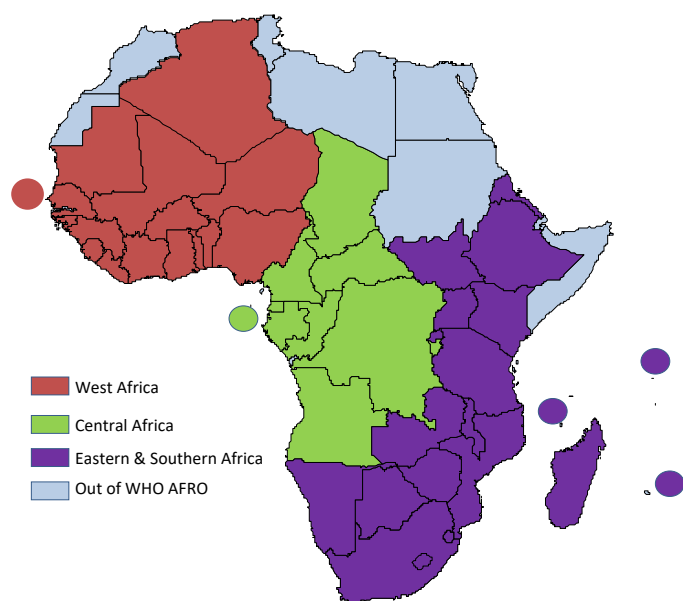 West Africa
Central Africa
Eastern & Southern Africa
Out of WHO AFRO